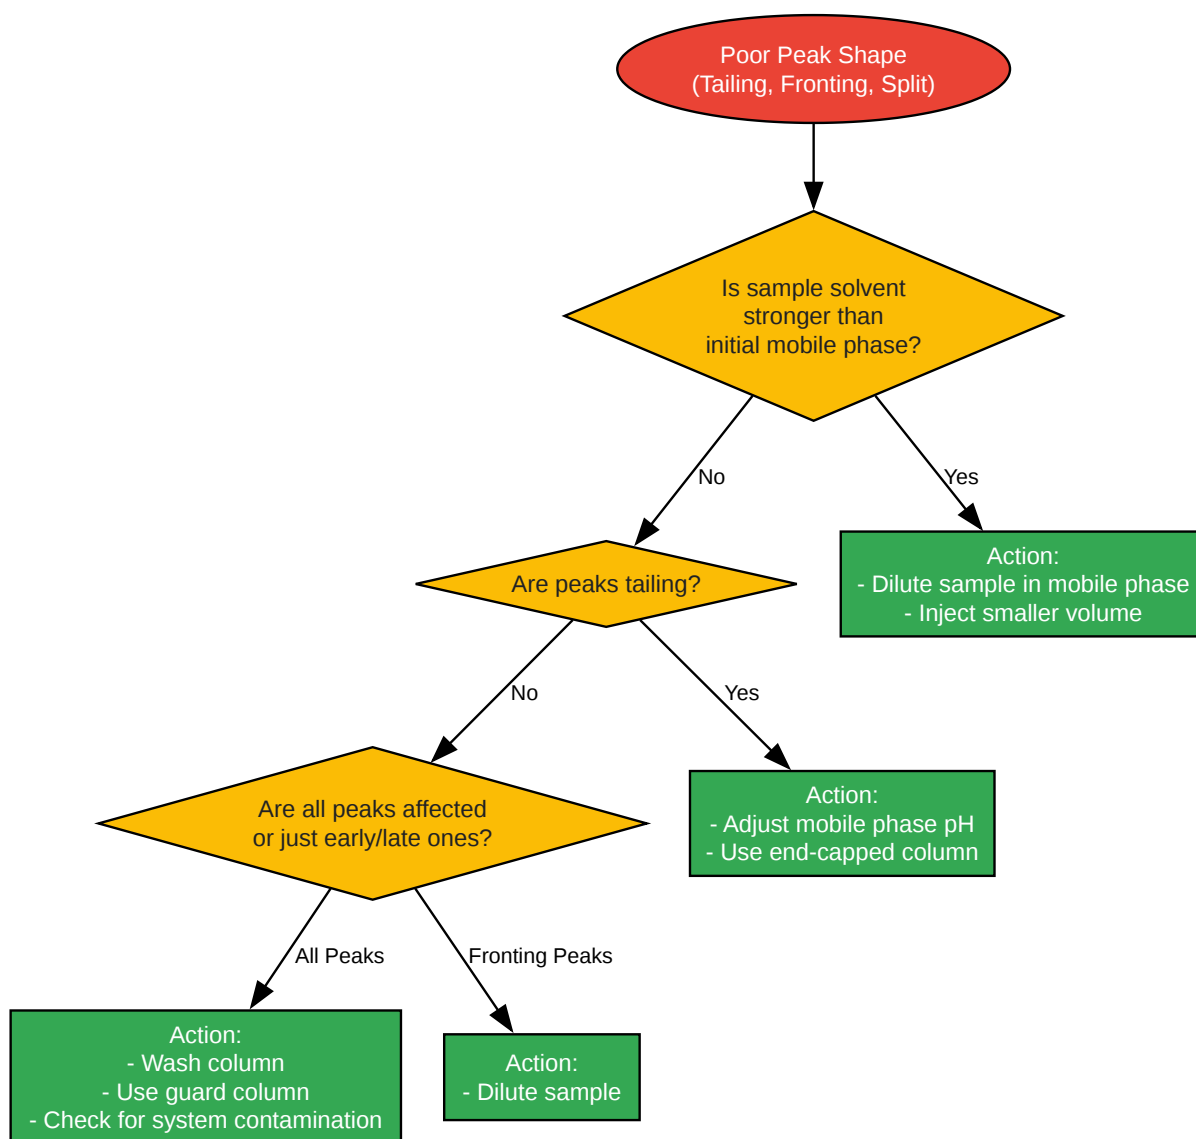 Poor Peak Shape
(Tailing, Fronting, Split)
Is sample solvent
stronger than
initial mobile phase?
No
Yes
Action:
- Dilute sample in mobile phase
- Inject smaller volume
Are peaks tailing?
No
Yes
Action:
- Adjust mobile phase pH
- Use end-capped column
Are all peaks affected
or just early/late ones?
All Peaks
Fronting Peaks
Action:
- Wash column
- Use guard column
- Check for system contamination
Action:
- Dilute sample